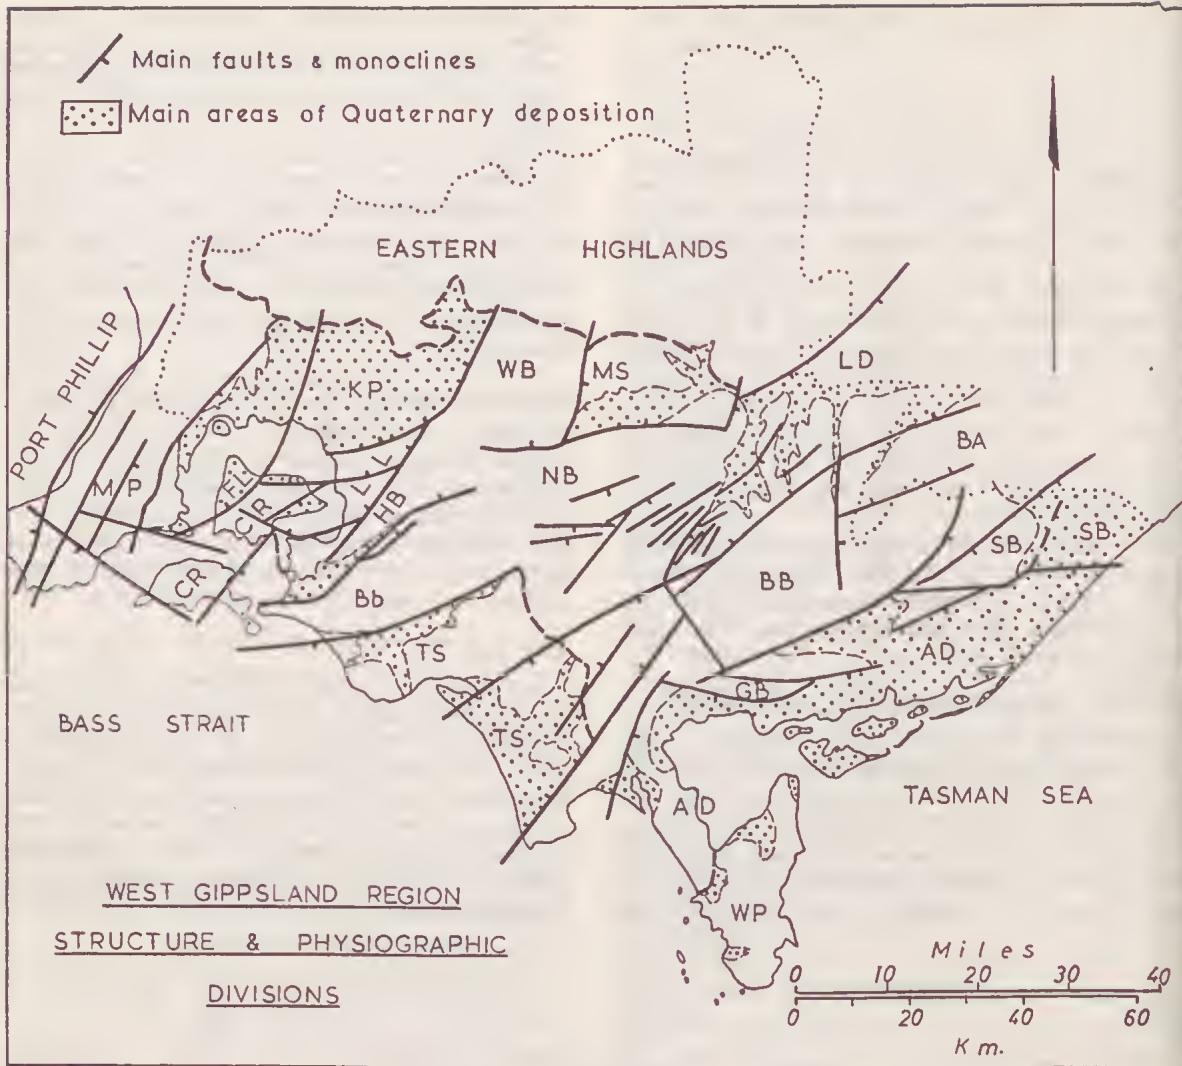 Main faults & monoclines
Main areas of Quaternary deposition
EASTERN HIGHLANDS
PORT PHILLIP
WB
MS
LD
KP
BA
NB
MP
FL
LL
CR
HB
SB
SB
CR
Bb
BB
TS
AD
GB
BASS STRAIT
TS
AD
TASMAN SEA
WP
WEST GIPPSLAND REGION
STRUCTURE & PHYSIOGRAPHIC
DIVISIONS
Miles
0 10 20 30 40
0 20 40 60
Km.